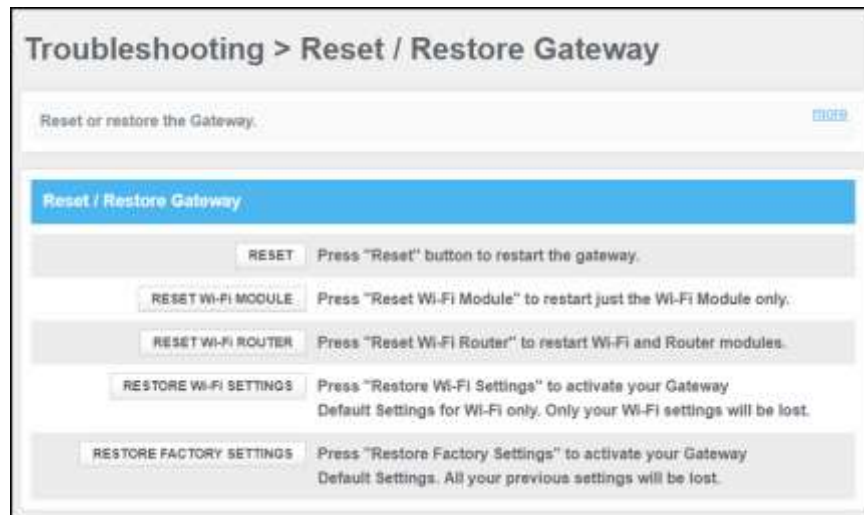 Troubleshooting > Reset / Restore Gateway
Reset or restore the Gateway.
more
Reset / Restore Gateway
RESET Press "Reset" button to restart the gateway.
RESET Wi-Fi MODULE Press "Reset Wi-Fi Module" to restart just the Wi-Fi Module only.
RESET Wi-Fi ROUTER Press "Reset Wi-Fi Router" to restart Wi-Fi and Router modules.
RESTORE Wi-Fi SETTINGS Press "Restore Wi-Fi Settings" to activate your Gateway
Default Settings for Wi-Fi only. Only your Wi-Fi settings will be lost.
RESTORE FACTORY SETTINGS Press "Restore Factory Settings" to activate your Gateway
Default Settings. All your previous settings will be lost.